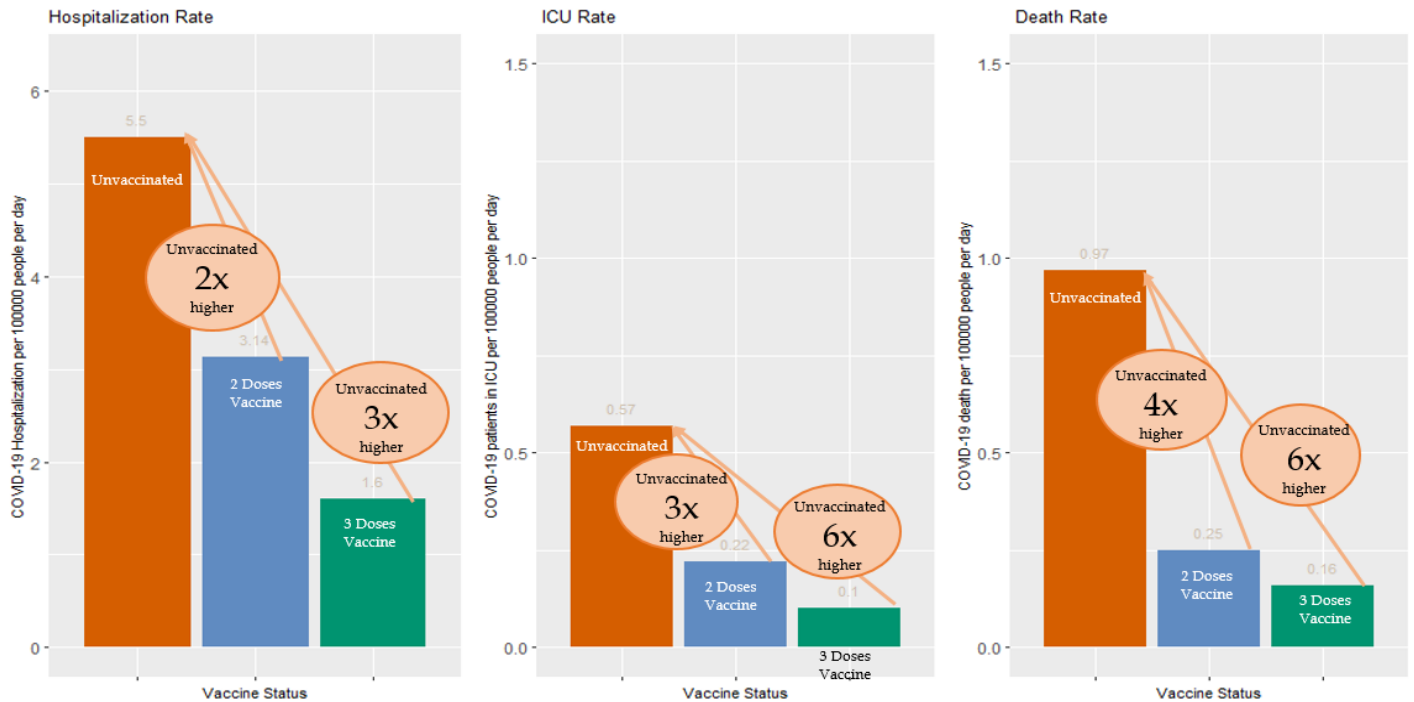 Hospitalization Rate
COVID-19 Hospitalization per 100000 people per day
6
4
2
0
5.5
Unvaccinated
Unvaccinated
2x
higher
3.14
2 Doses
Vaccine
Unvaccinated
3x
higher
1.6
3 Doses
Vaccine
Vaccine Status
ICU Rate
COVID-19 patients in ICU per 100000 people per day
1.5
1.0
0.5
0.0
0.57
Unvaccinated
Unvaccinated
3x
higher
0.22
2 Doses
Vaccine
Unvaccinated
6x
higher
0.1
3 Doses
Vaccine
Vaccine Status
Death Rate
COVID-19 death per 100000 people per day
1.5
1.0
0.5
0.0
0.97
Unvaccinated
Unvaccinated
4x
higher
0.25
2 Doses
Vaccine
Unvaccinated
6x
higher
0.16
3 Doses
Vaccine
Vaccine Status